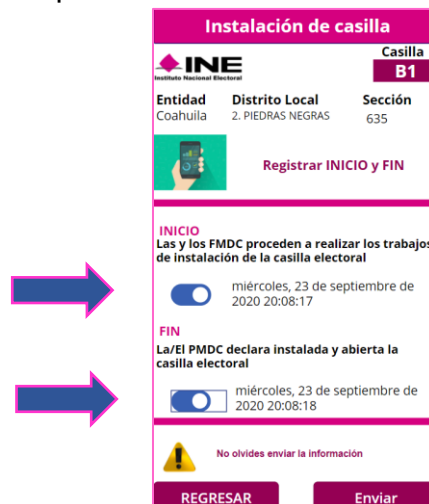 Instalación de casilla
INE
Instituto Nacional Electoral
Casilla
B1
Entidad
Coahuila
Distrito Local
2. PIEDRAS NEGRAS
Sección
635
Registrar INICIO y FIN
INICIO
Las y los FMDC proceden a realizar los trabajos
de instalación de la casilla electoral
miércoles, 23 de septiembre de
2020 20:08:17
FIN
La/El PMDC declara instalada y abierta la
casilla electoral
miércoles, 23 de septiembre de
2020 20:08:18
No olvides enviar la información
REGRESAR
Enviar